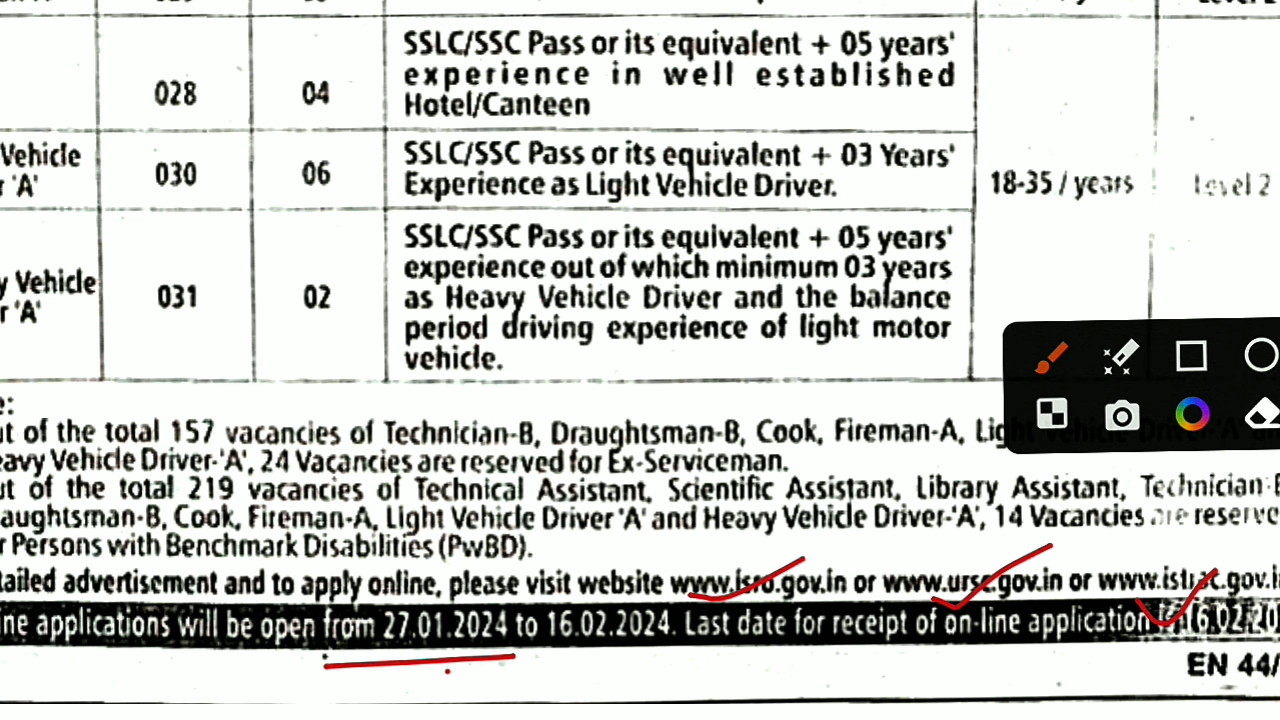 SSLC/SSC Pass or its equivalent + 05 years'
experience in well established
Hotel/Canteen
028 04
Vehicle
'A'
030 06
SSLC/SSC Pass or its equivalent + 03 Years'
Experience as Light Vehicle Driver.
18-35 / years Level 2
Vehicle
'A'
031 02
SSLC/SSC Pass or its equivalent + 05 years'
experience out of which minimum 03 years
as Heavy Vehicle Driver and the balance
period driving experience of light motor
vehicle.
of the total 157 vacancies of Technician-B, Draughtsman-B, Cook, Fireman-A,
Vehicle Driver-'A', 24 Vacancies are reserved for Ex-Serviceman.
of the total 219 vacancies of Technical Assistant, Scientific Assistant, Library Assistant,
Cook, Fireman-A, Light Vehicle Driver 'A' and Heavy Vehicle Driver-'A', 14 Vacancies are
Persons with Benchmark Disabilities (PwBD).
advertisement and to apply online, please visit website www.isro.gov.in or www.ursc.gov.in or www.istrac.gov.
applications will be open from 27.01.2024 to 16.02.2024. Last date for receipt of on-line application
EN 44/